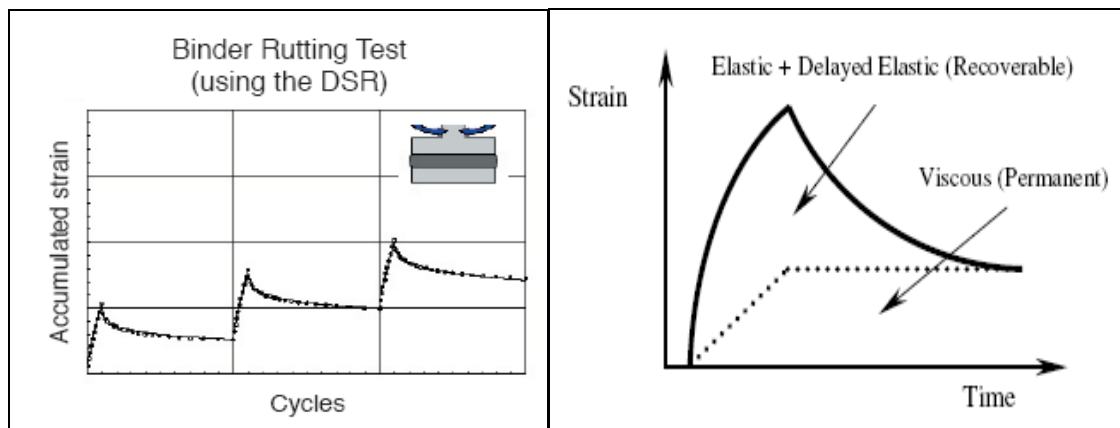 Binder Rutting Test
(using the DSR)
Accumulated strain
Cycles
Elastic + Delayed Elastic (Recoverable)
Strain
Viscous (Permanent)
Time